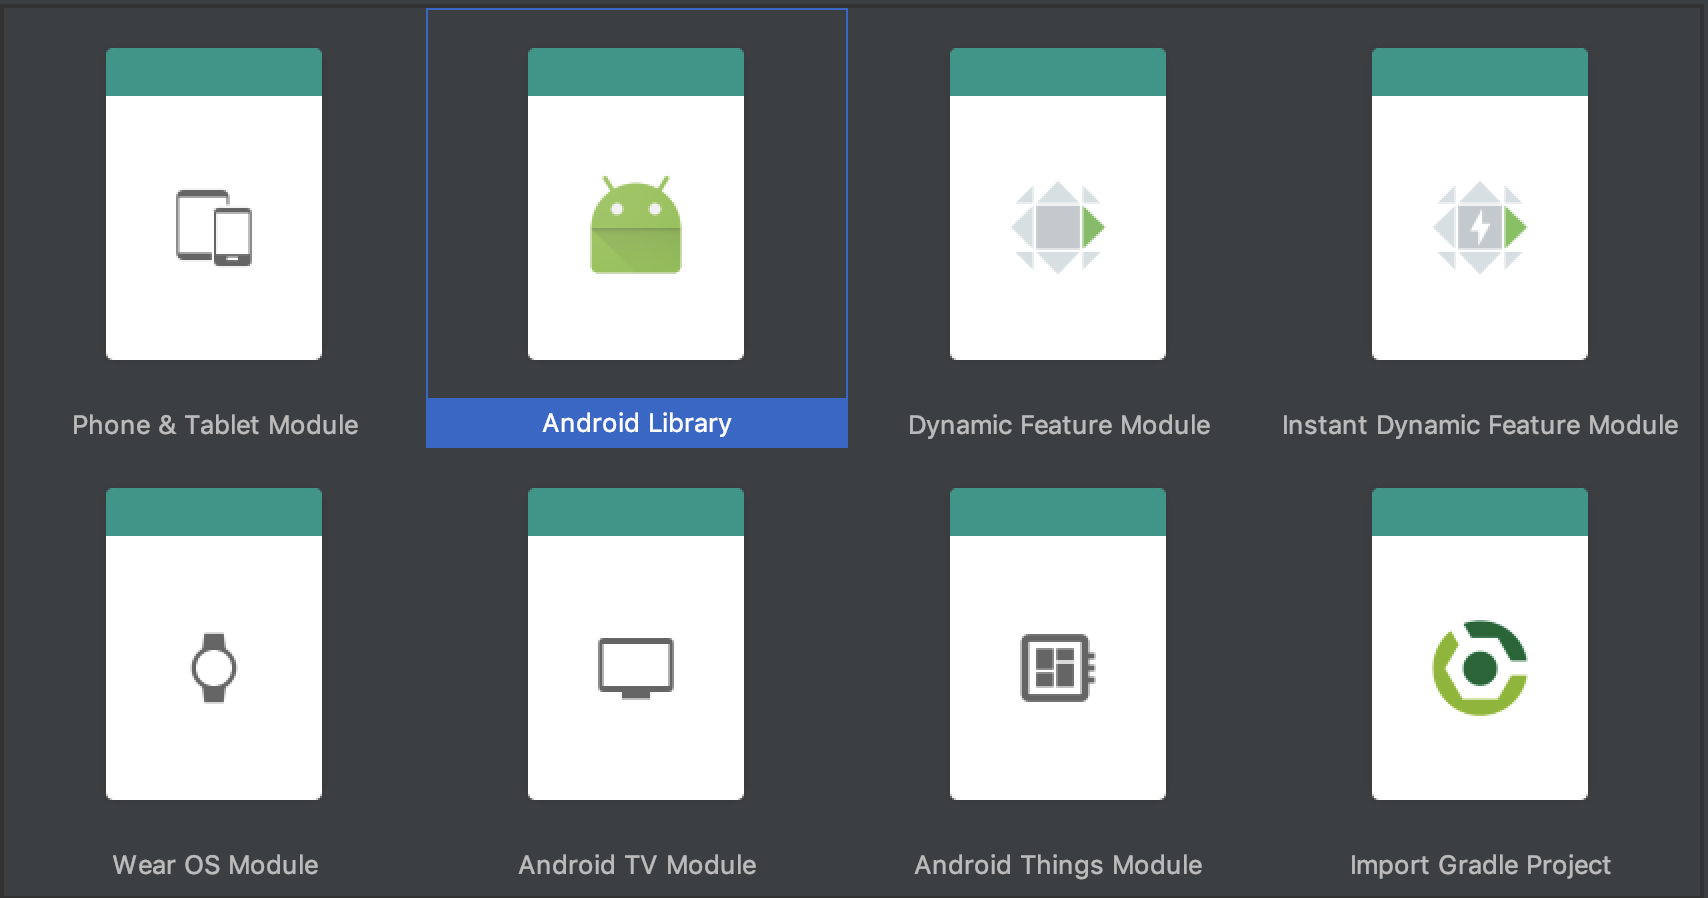 Phone & Tablet Module
Android Library
Dynamic Feature Module
Instant Dynamic Feature Module
Wear OS Module
Android TV Module
Android Things Module
Import Gradle Project